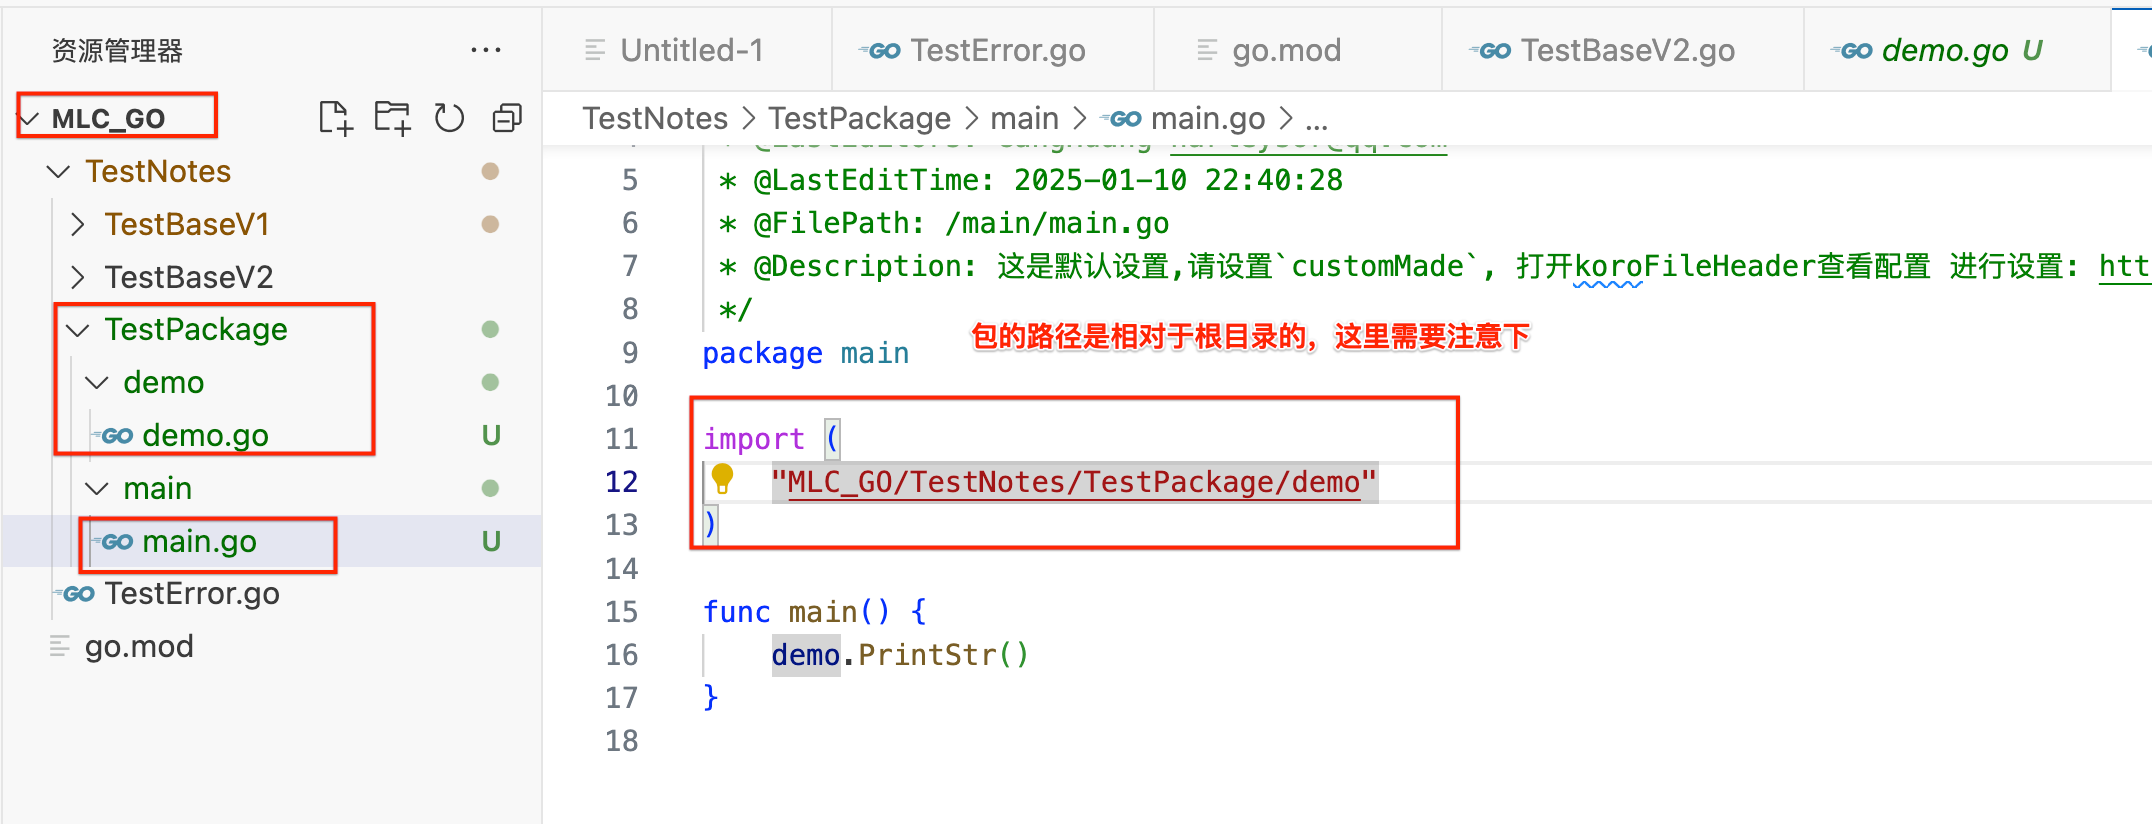 资源管理器
...
MLC_GO
TestNotes
TestBaseV1
TestBaseV2
TestPackage
demo
GO demo.go U
main
GO main.go U
GO TestError.go
go.mod
Untitled-1
GO TestError.go
go.mod
GO TestBaseV2.go
GO demo.go U
TestNotes > TestPackage > main > GO main.go > ...
5 * @LastEditTime: 2025-01-10 22:40:28
6 * @FilePath: /main/main.go
7 * @Description: 这是默认设置,请设置`customMade`, 打开koroFileHeader查看配置 进行设置: htt
8 */
包的路径是相对于根目录的，这里需要注意下
9 package main
10
11 import (
12 "MLC_GO/TestNotes/TestPackage/demo"
13 )
14
15 func main() {
16 demo.PrintStr()
17 }
18